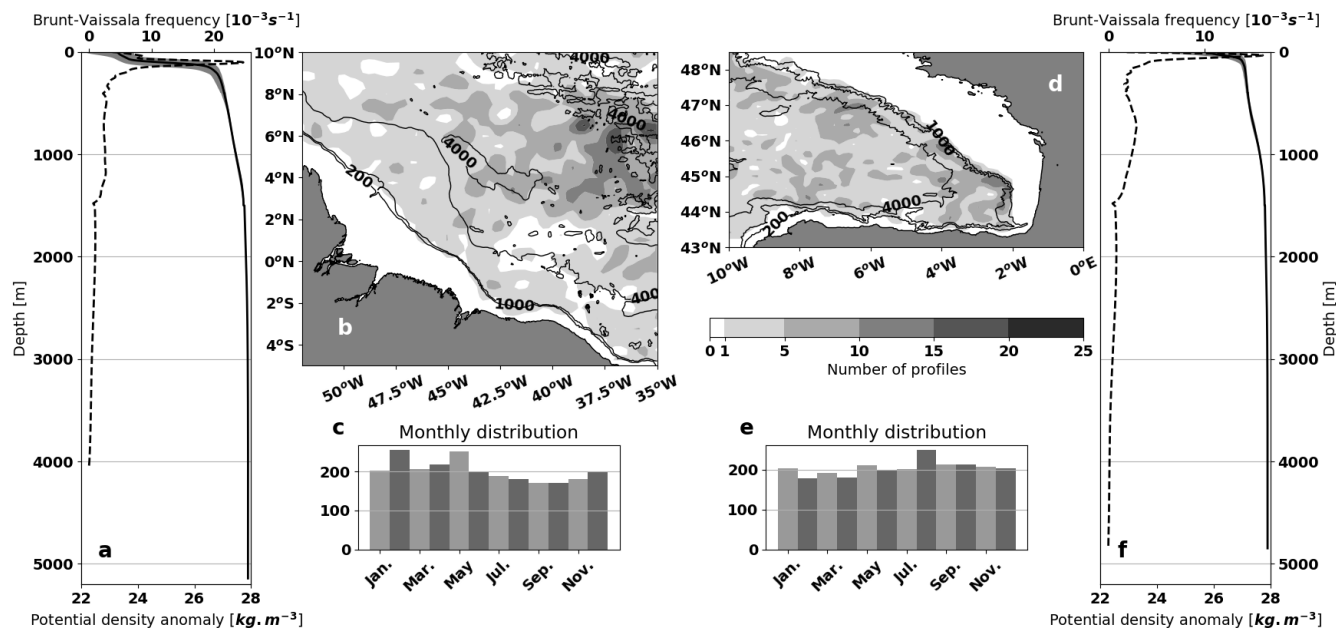 Brunt-Vaissala frequency [10⁻³s⁻¹]
0 10 20
0
1000
2000
3000
4000
5000
Depth [m]
a
22 24 26 28
Potential density anomaly [kg.m⁻³]
10°N
8°N
6°N
4°N
2°N
0°N
2°S
4°S
4000
4000
4000
200
1000
400
b
50°W 47.5°W 45°W 42.5°W 40°W 37.5°W 35°W
c
Monthly distribution
200
100
0
Jan. Mar. May Jul. Sep. Nov.
48°N
47°N
46°N
45°N
44°N
43°N
d
1000
4000
200
10°W 8°W 6°W 4°W 2°W 0°E
0 1 5 10 15 20 25
Number of profiles
e
Monthly distribution
200
100
0
Jan. Mar. May Jul. Sep. Nov.
Brunt-Vaissala frequency [10⁻³s⁻¹]
0 10
0
1000
2000
3000
4000
5000
Depth [m]
f
22 24 26 28
Potential density anomaly [kg.m⁻³]